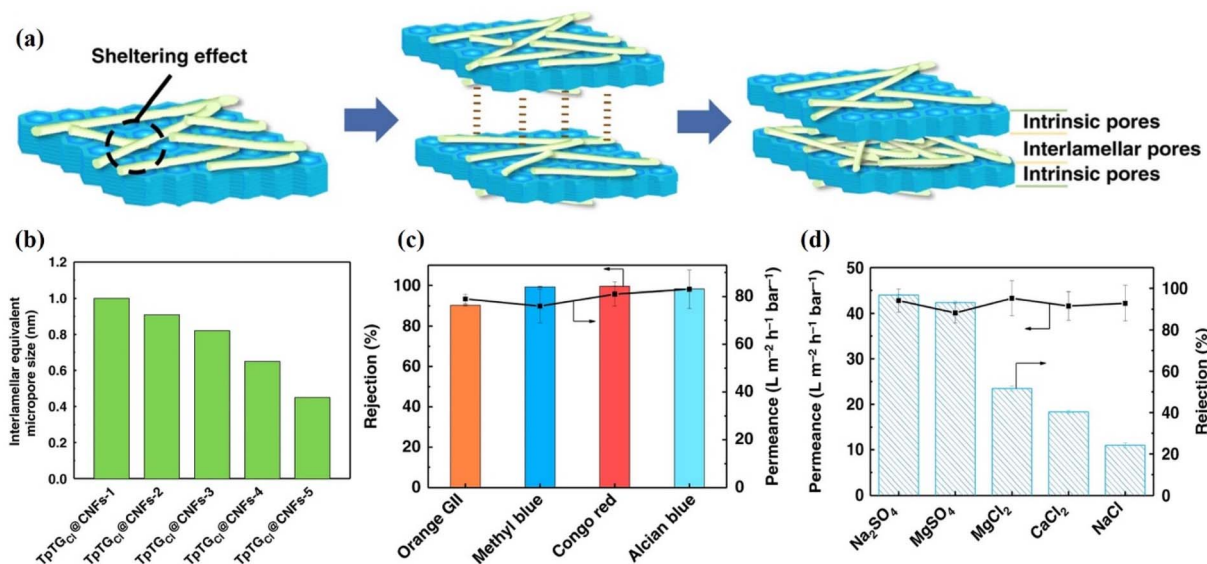 (a)
Sheltering effect
Intrinsic pores
Interlamellar pores
Intrinsic pores
(b)
Interlamellar equivalent
micropore size (nm)
1.2
1.0
0.8
0.6
0.4
0.2
0.0
TpTGCl@CNFs-1
TpTGCl@CNFs-2
TpTGCl@CNFs-3
TpTGCl@CNFs-4
TpTGCl@CNFs-5
(c)
Rejection (%)
100
80
60
40
20
0
Orange GII
Methyl blue
Congo red
Alcian blue
80
60
40
20
0
Permeance (L m⁻² h⁻¹ bar⁻¹)
(d)
Permeance (L m⁻² h⁻¹ bar⁻¹)
50
40
30
20
10
0
Na₂SO₄
MgSO₄
MgCl₂
CaCl₂
NaCl
100
80
60
40
20
0
Rejection (%)